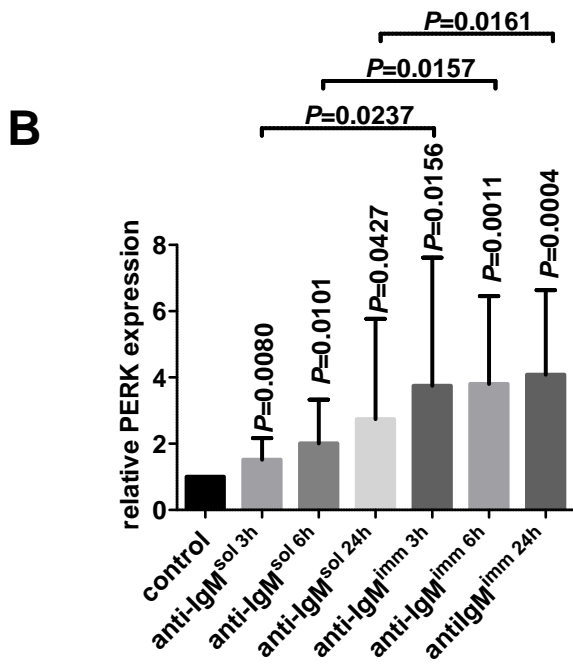 B
P=0.0161
P=0.0157
P=0.0237
P=0.0080
P=0.0101
P=0.0427
P=0.0156
P=0.0011
P=0.0004
relative PERK expression
8
6
4
2
0
control
anti-IgM^sol 3h
anti-IgM^sol 6h
anti-IgM^sol 24h
anti-IgM^imm 3h
anti-IgM^imm 6h
antiIgM^imm 24h